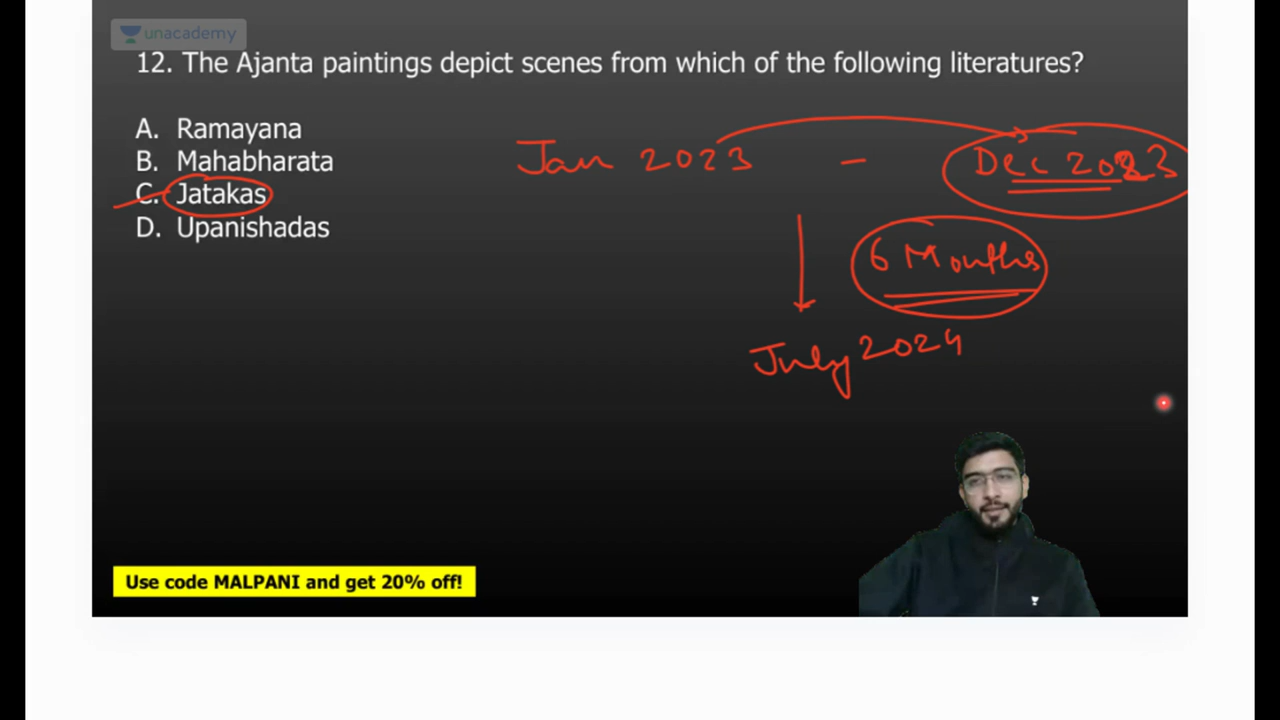 unacademy
12. The Ajanta paintings depict scenes from which of the following literatures?
A. Ramayana
B. Mahabharata
C. Jatakas
D. Upanishadas
Jan 2023 - Dec 2023
6 Months
July 2024
Use code MALPANI and get 20% off!